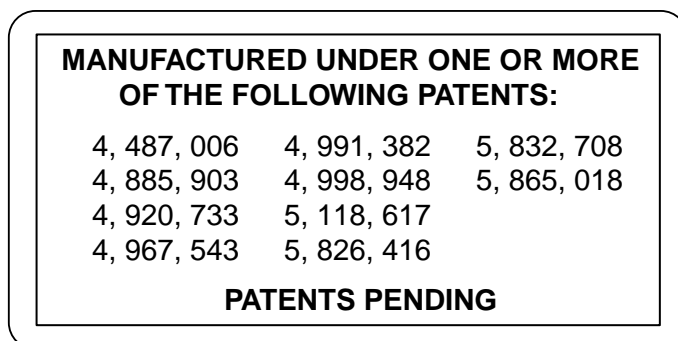 MANUFACTURED UNDER ONE OR MORE
OF THE FOLLOWING PATENTS:
4, 487, 006 4, 991, 382 5, 832, 708
4, 885, 903 4, 998, 948 5, 865, 018
4, 920, 733 5, 118, 617
4, 967, 543 5, 826, 416
PATENTS PENDING